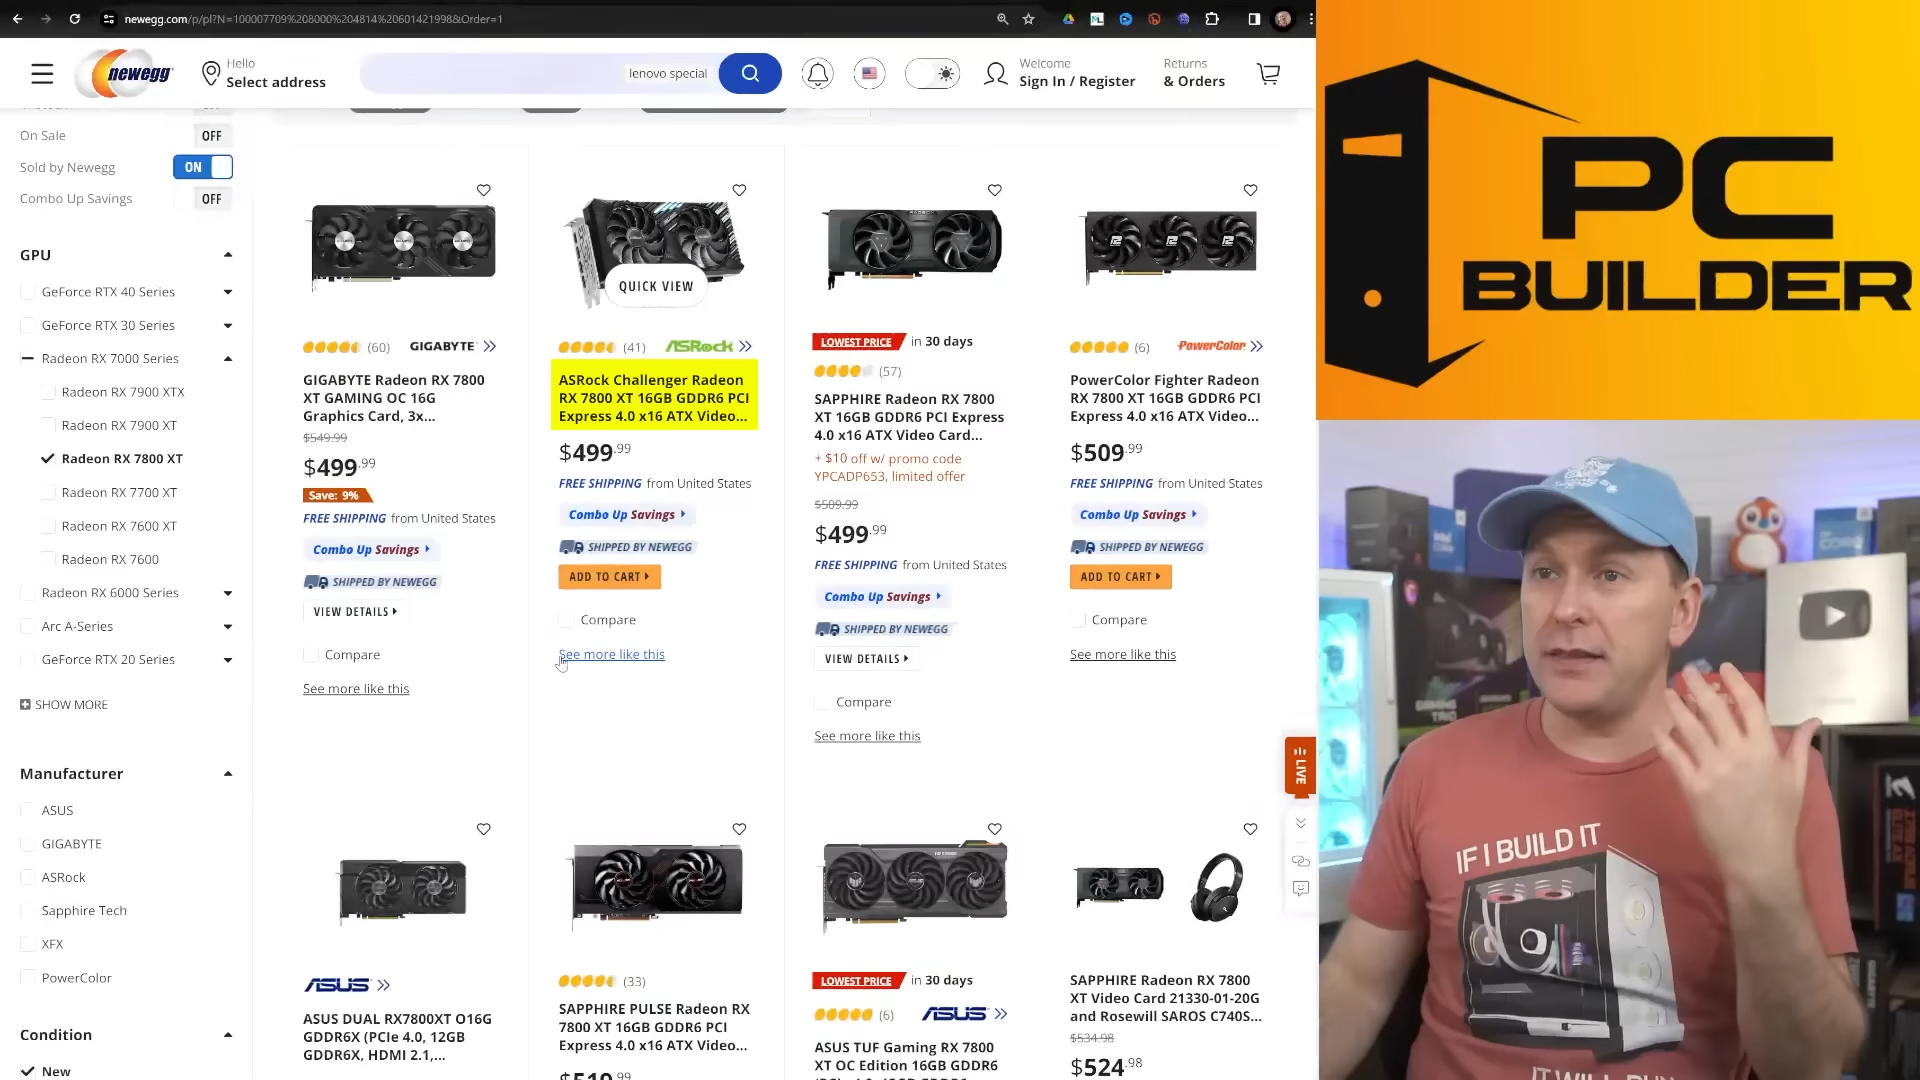 newegg.com/p/pl?N=100007709%208000%204814%20601421998&Order=1
newegg
Hello
Select address
lenovo special
Welcome
Sign In / Register
Returns
& Orders
On Sale
OFF
Sold by Newegg
ON
Combo Up Savings
OFF
GPU
GeForce RTX 40 Series
GeForce RTX 30 Series
Radeon RX 7000 Series
Radeon RX 7900 XTX
Radeon RX 7900 XT
Radeon RX 7800 XT
Radeon RX 7700 XT
Radeon RX 7600 XT
Radeon RX 7600
Radeon RX 6000 Series
Arc A-Series
GeForce RTX 20 Series
SHOW MORE
Manufacturer
ASUS
GIGABYTE
ASRock
Sapphire Tech
XFX
PowerColor
Condition
New
(60)
GIGABYTE
GIGABYTE Radeon RX 7800
XT GAMING OC 16G
Graphics Card, 3x...
$549.99
$499.99
Save: 9%
FREE SHIPPING from United States
Combo Up Savings
SHIPPED BY NEWEGG
VIEW DETAILS
Compare
See more like this
QUICK VIEW
(41)
ASRock
ASRock Challenger Radeon
RX 7800 XT 16GB GDDR6 PCI
Express 4.0 x16 ATX Video...
$499.99
FREE SHIPPING from United States
Combo Up Savings
SHIPPED BY NEWEGG
ADD TO CART
Compare
See more like this
LOWEST PRICE in 30 days
(57)
SAPPHIRE Radeon RX 7800
XT 16GB GDDR6 PCI Express
4.0 x16 ATX Video Card...
+ $10 off w/ promo code
YPCADP653, limited offer
$509.99
$499.99
FREE SHIPPING from United States
Combo Up Savings
SHIPPED BY NEWEGG
VIEW DETAILS
Compare
See more like this
(6)
PowerColor
PowerColor Fighter Radeon
RX 7800 XT 16GB GDDR6 PCI
Express 4.0 x16 ATX Video...
$509.99
FREE SHIPPING from United States
Combo Up Savings
SHIPPED BY NEWEGG
ADD TO CART
Compare
See more like this
ASUS
ASUS DUAL RX7800XT O16G
GDDR6X (PCIe 4.0, 12GB
GDDR6X, HDMI 2.1,...
(33)
SAPPHIRE PULSE Radeon RX
7800 XT 16GB GDDR6 PCI
Express 4.0 x16 ATX Video...
$519.99
LOWEST PRICE in 30 days
(6)
ASUS
ASUS TUF Gaming RX 7800
XT OC Edition 16GB GDDR6
SAPPHIRE Radeon RX 7800
XT Video Card 21330-01-20G
and Rosewill SAROS C740S...
$534.98
$524.98
LIVE
PC
BUILDER
GAMING
TRIO
IF I BUILD IT
IT WILL RUN